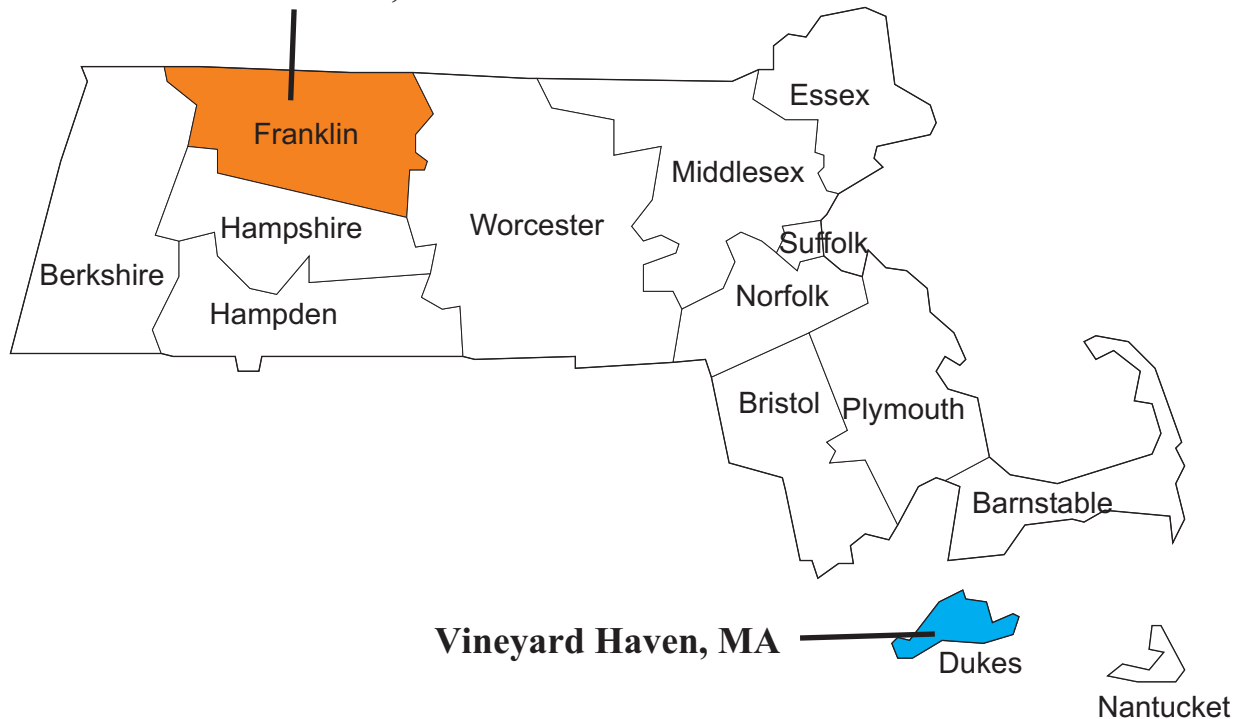 Essex
Franklin
Middlesex
Worcester
Hampshire
Suffolk
Berkshire
Norfolk
Hampden
Bristol
Plymouth
Barnstable
Vineyard Haven, MA
Dukes
Nantucket